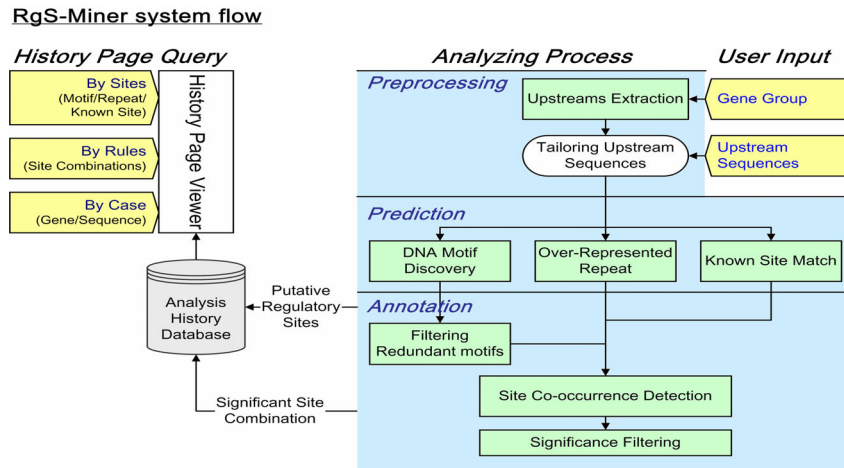 RgS-Miner system flow
History Page Query
Analyzing Process
User Input
By Sites
(Motif/Repeat/
Known Site)
By Rules
(Site Combinations)
By Case
(Gene/Sequence)
History Page Viewer
Analysis
History
Database
Putative
Regulatory
Sites
Significant Site
Combination
Preprocessing
Upstreams Extraction
Gene Group
Tailoring Upstream
Sequences
Upstream
Sequences
Prediction
DNA Motif
Discovery
Over-Represented
Repeat
Known Site Match
Annotation
Filtering
Redundant motifs
Site Co-occurrence Detection
Significance Filtering